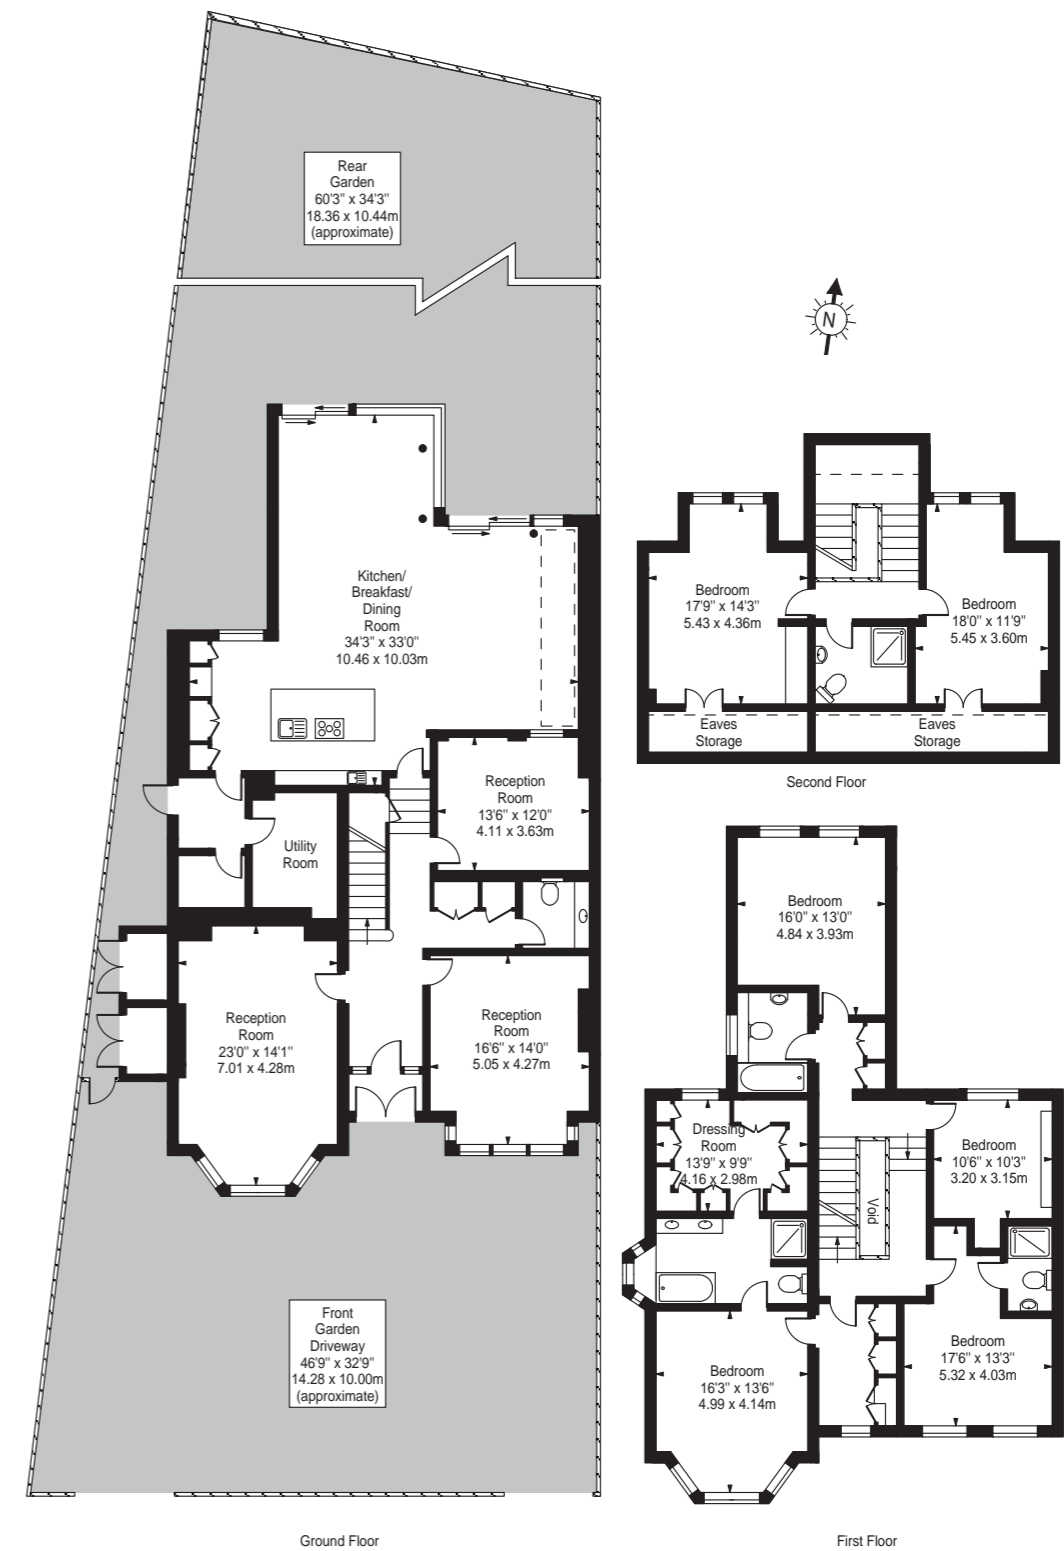 Rear
Garden
60'3" x 34'3"
18.36 x 10.44m
(approximate)
N
Kitchen/
Breakfast/
Dining
Room
34'3" x 33'0"
10.46 x 10.03m
Reception
Room
13'6" x 12'0"
4.11 x 3.63m
Utility
Room
Reception
Room
23'0" x 14'1"
7.01 x 4.28m
Reception
Room
16'6" x 14'0"
5.05 x 4.27m
Front
Garden
Driveway
46'9" x 32'9"
14.28 x 10.00m
(approximate)
Ground Floor
Bedroom
17'9" x 14'3"
5.43 x 4.36m
Bedroom
18'0" x 11'9"
5.45 x 3.60m
Eaves
Storage
Eaves
Storage
Second Floor
Bedroom
16'0" x 13'0"
4.84 x 3.93m
Dressing
Room
13'9" x 9'9"
4.16 x 2.98m
Bedroom
10'6" x 10'3"
3.20 x 3.15m
Void
Bedroom
16'3" x 13'6"
4.99 x 4.14m
Bedroom
17'6" x 13'3"
5.32 x 4.03m
First Floor